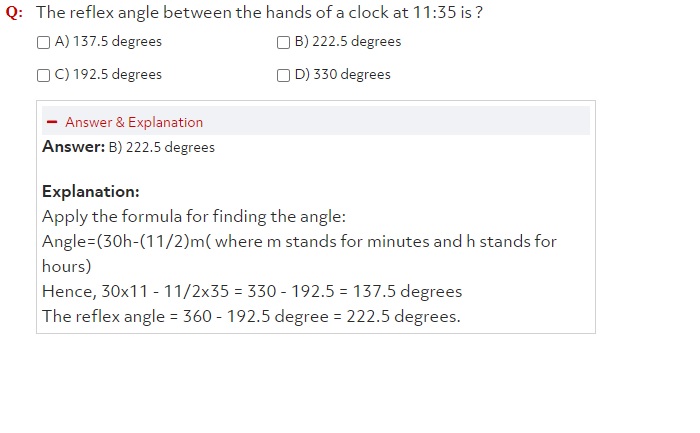 Q: The reflex angle between the hands of a clock at 11:35 is ?
A) 137.5 degrees B) 222.5 degrees
C) 192.5 degrees D) 330 degrees
Answer & Explanation
Answer: B) 222.5 degrees
Explanation:
Apply the formula for finding the angle:
Angle=(30h-(11/2)m( where m stands for minutes and h stands for
hours)
Hence, 30x11 - 11/2x35 = 330 - 192.5 = 137.5 degrees
The reflex angle = 360 - 192.5 degree = 222.5 degrees.